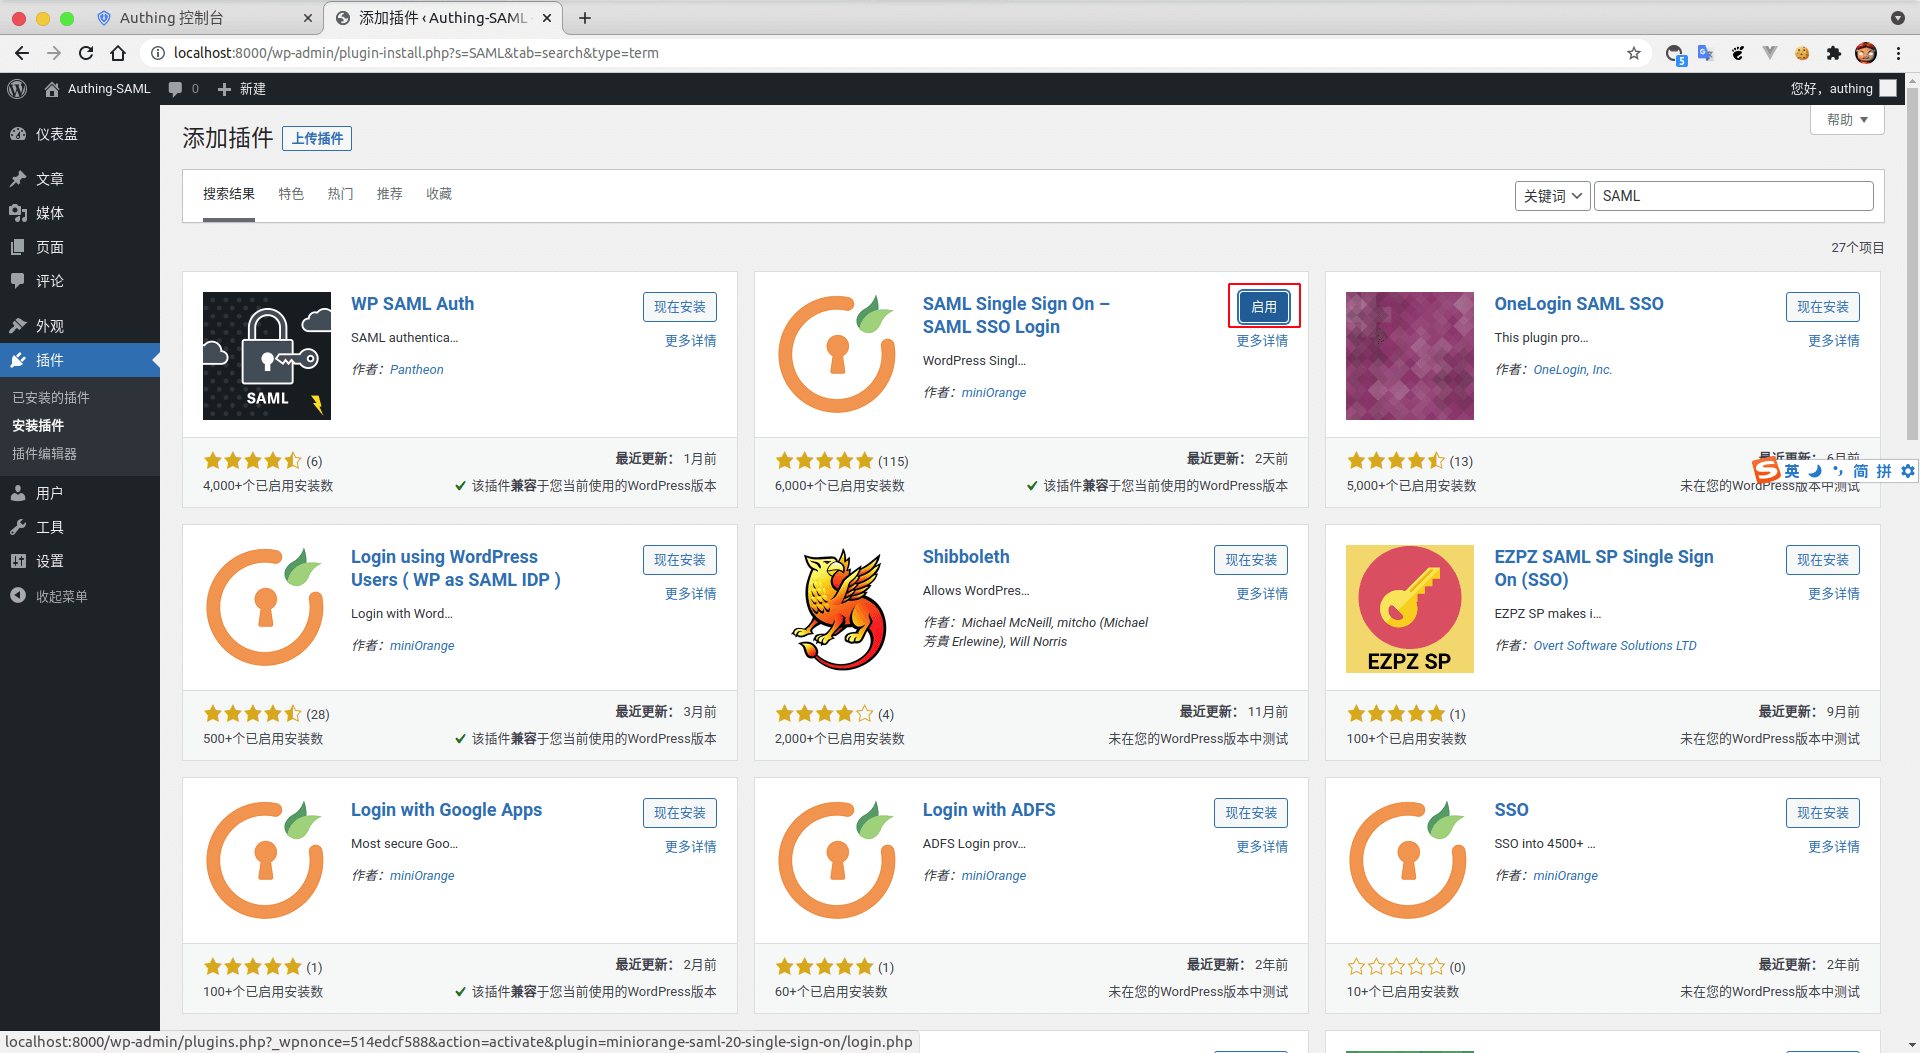 Authing 控制台
添加插件 ‹ Authing-SAML
localhost:8000/wp-admin/plugin-install.php?s=SAML&tab=search&type=term
5
Authing-SAML
0
新建
您好，authing
仪表盘
文章
媒体
页面
评论
外观
插件
已安装的插件
安装插件
插件编辑器
用户
工具
设置
收起菜单
添加插件
上传插件
帮助
搜索结果
特色
热门
推荐
收藏
关键词
SAML
27个项目
SAML
WP SAML Auth
现在安装
更多详情
SAML authentica…
作者：Pantheon
(6)
最近更新： 1月前
4,000+个已启用安装数
该插件兼容于您当前使用的WordPress版本
SAML Single Sign On –
SAML SSO Login
启用
更多详情
WordPress Singl…
作者：miniOrange
(115)
最近更新： 2天前
6,000+个已启用安装数
该插件兼容于您当前使用的WordPress版本
OneLogin SAML SSO
现在安装
更多详情
This plugin pro…
作者：OneLogin, Inc.
(13)
最近更新： 6月前
5,000+个已启用安装数
未在您的WordPress版本中测试
英 简 拼
Login using WordPress
Users ( WP as SAML IDP )
现在安装
更多详情
Login with Word…
作者：miniOrange
(28)
最近更新： 3月前
500+个已启用安装数
该插件兼容于您当前使用的WordPress版本
Shibboleth
现在安装
更多详情
Allows WordPres…
作者：Michael McNeill, mitcho (Michael
芳貴 Erlewine), Will Norris
(4)
最近更新： 11月前
2,000+个已启用安装数
未在您的WordPress版本中测试
EZPZ SP
EZPZ SAML SP Single Sign
On (SSO)
现在安装
更多详情
EZPZ SP makes i…
作者：Overt Software Solutions LTD
(1)
最近更新： 9月前
100+个已启用安装数
未在您的WordPress版本中测试
Login with Google Apps
现在安装
更多详情
Most secure Goo…
作者：miniOrange
(1)
最近更新： 2月前
100+个已启用安装数
该插件兼容于您当前使用的WordPress版本
Login with ADFS
现在安装
更多详情
ADFS Login prov…
作者：miniOrange
(1)
最近更新： 2年前
60+个已启用安装数
未在您的WordPress版本中测试
SSO
现在安装
更多详情
SSO into 4500+ …
作者：miniOrange
(0)
最近更新： 2年前
10+个已启用安装数
未在您的WordPress版本中测试
localhost:8000/wp-admin/plugins.php?_wpnonce=514edcf588&action=activate&plugin=miniorange-saml-20-single-sign-on/login.php